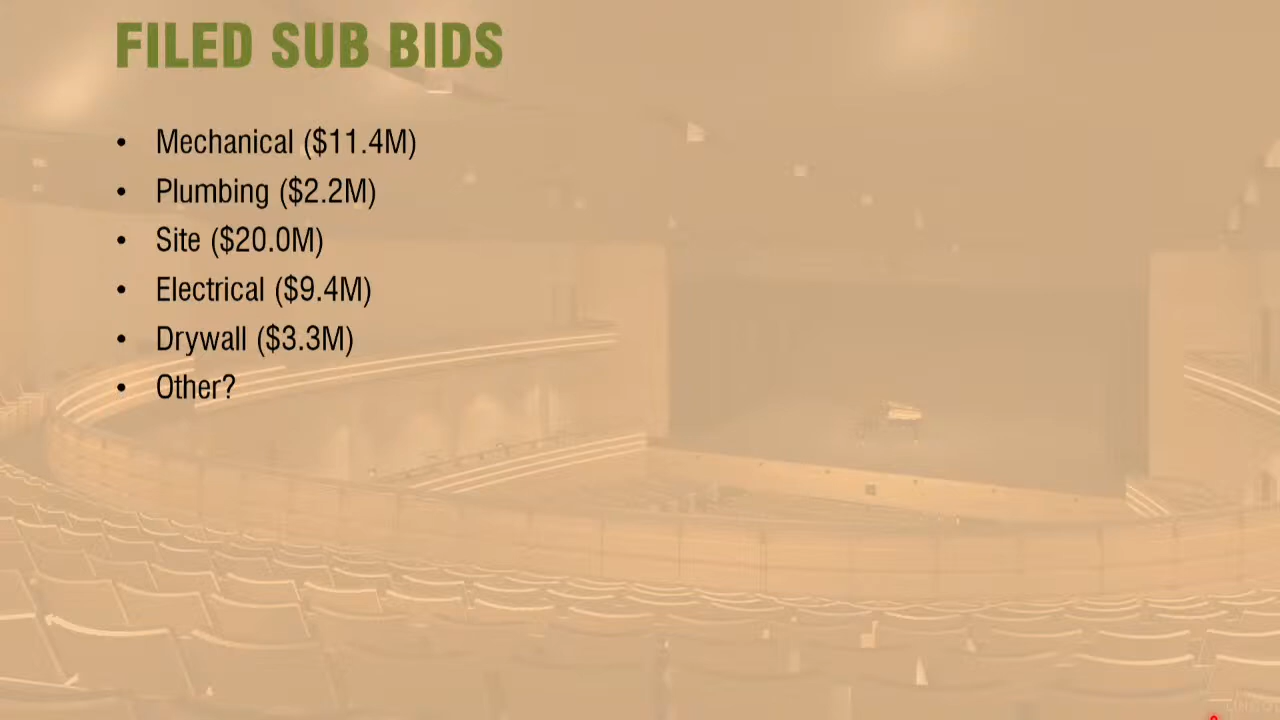 FILED SUB BIDS
• Mechanical ($11.4M)
• Plumbing ($2.2M)
• Site ($20.0M)
• Electrical ($9.4M)
• Drywall ($3.3M)
• Other?